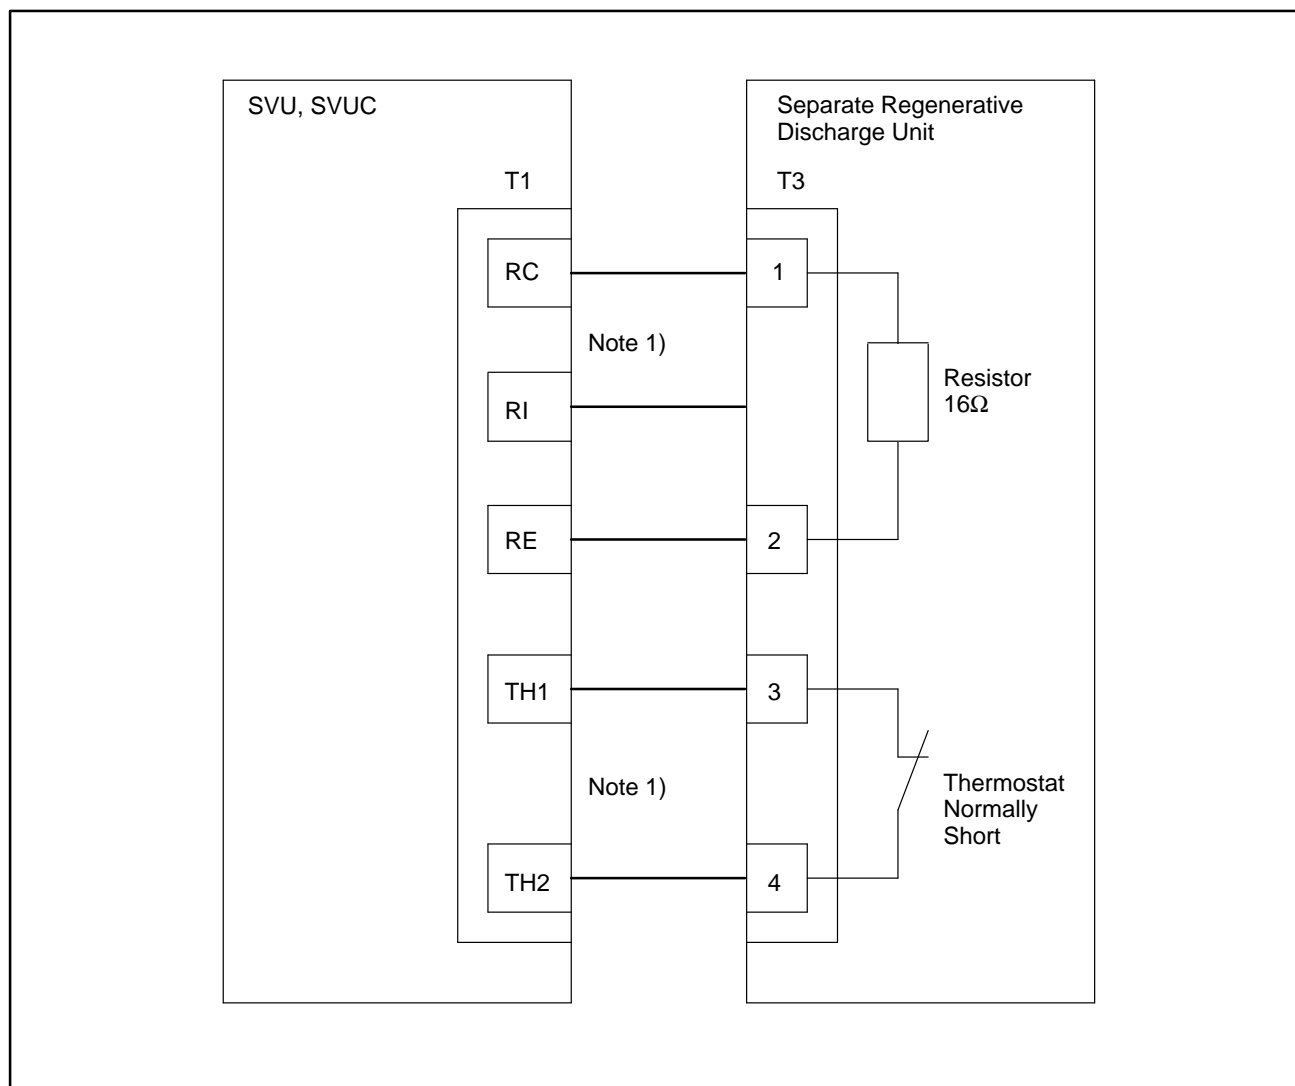 SVU, SVUC
Separate Regenerative
Discharge Unit
T1
T3
RC
1
Note 1)
RI
Resistor
16Ω
RE
2
TH1
3
Note 1)
Thermostat
Normally
Short
TH2
4